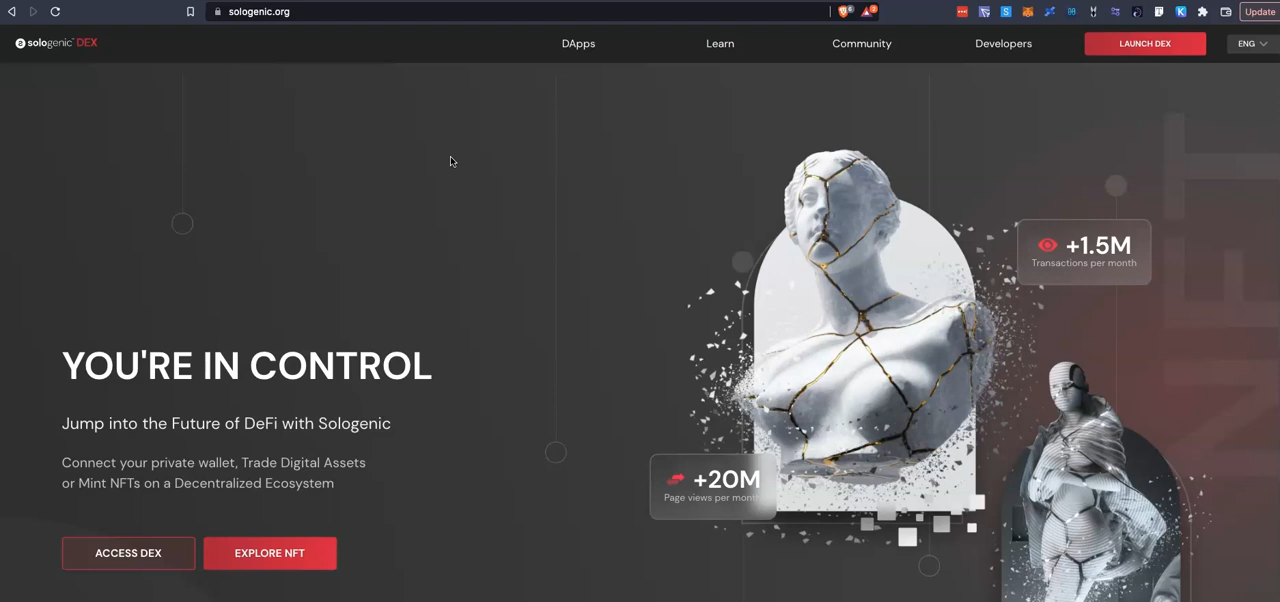 sologenic.org
6
2
Update
sologenic DEX
DApps
Learn
Community
Developers
LAUNCH DEX
ENG
+1.5M
Transactions per month
YOU'RE IN CONTROL
Jump into the Future of DeFi with Sologenic
Connect your private wallet, Trade Digital Assets
or Mint NFTs on a Decentralized Ecosystem
+20M
Page views per month
ACCESS DEX
EXPLORE NFT